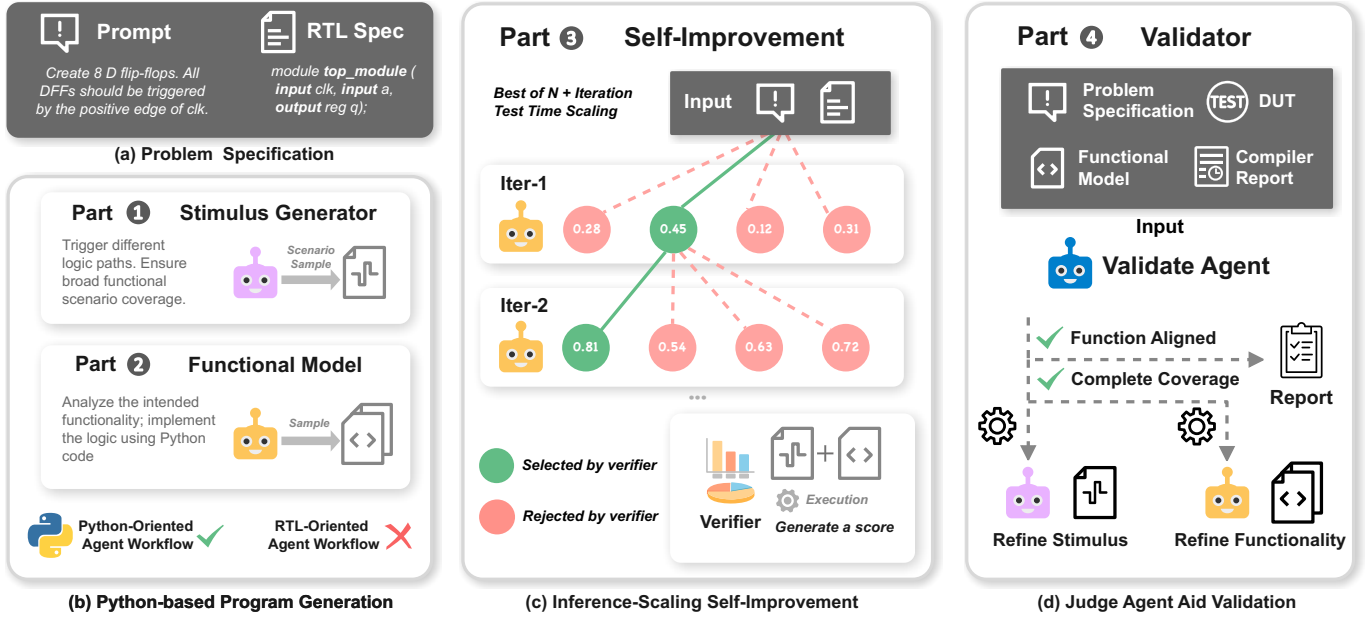 Prompt
Create 8 D flip-flops. All
DFFs should be triggered
by the positive edge of clk.
RTL Spec
module top_module (
input clk, input a,
output reg q);
(a) Problem Specification
Part 1 Stimulus Generator
Trigger different
logic paths. Ensure
broad functional
scenario coverage.
Scenario
Sample
Part 2 Functional Model
Analyze the intended
functionality; implement
the logic using Python
code
Sample
Python-Oriented
Agent Workflow
RTL-Oriented
Agent Workflow
(b) Python-based Program Generation
Part 3 Self-Improvement
Best of N + Iteration
Test Time Scaling
Input
Iter-1
0.28
0.45
0.12
0.31
Iter-2
0.81
0.54
0.63
0.72
...
Selected by verifier
Rejected by verifier
Verifier
+
Execution
Generate a score
(c) Inference-Scaling Self-Improvement
Part 4 Validator
Problem
Specification
TEST
DUT
Functional
Model
Compiler
Report
Input
Validate Agent
Function Aligned
Complete Coverage
Report
Refine Stimulus
Refine Functionality
(d) Judge Agent Aid Validation